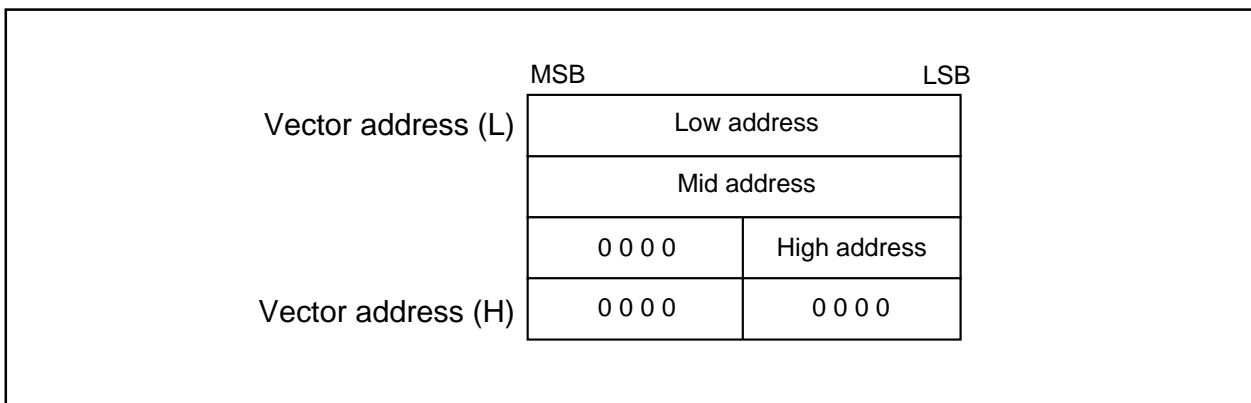 MSB LSB
Vector address (L) Low address
Mid address
0 0 0 0 High address
Vector address (H) 0 0 0 0 0 0 0 0